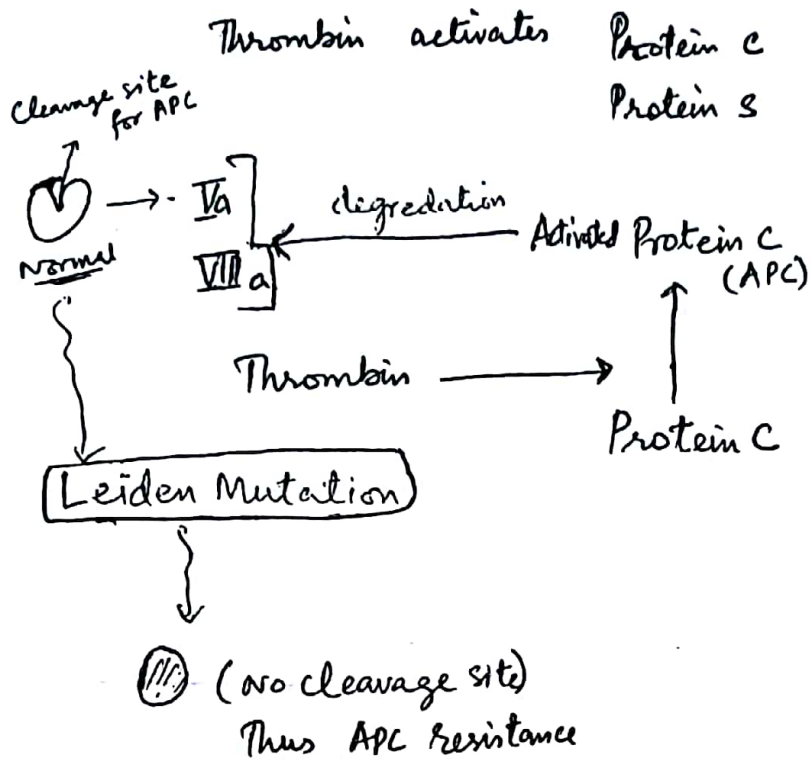 Thrombin activates Protein C
Protein S
Cleavage site
for APC
Normal
Va
VIII a
degredation
Activated Protein C
(APC)
Thrombin
Protein C
Leiden Mutation
(No cleavage site)
Thus APC resistance